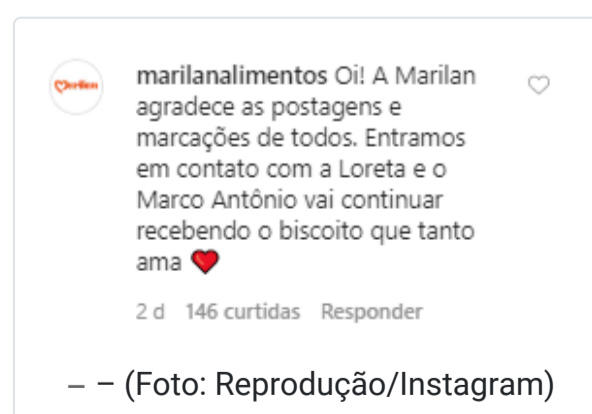 Marilan
marilanalimentos Oi! A Marilan
agradece as postagens e
marcações de todos. Entramos
em contato com a Loreta e o
Marco Antônio vai continuar
recebendo o biscoito que tanto
ama ❤️
2 d 146 curtidas Responder
– – (Foto: Reprodução/Instagram)